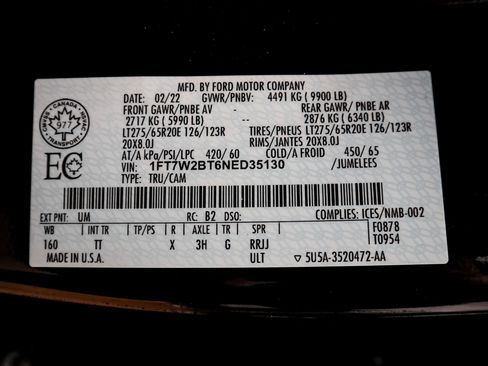 MFD. BY FORD MOTOR COMPANY
DATE: 02/22 GVWR/PNBV: 4491 KG ( 9900 LB)
FRONT GAWR/PNBE AV REAR GAWR/ PNBE AR
2717 KG ( 5990 LB) 2876 KG ( 6340 LB)
LT275/65R20E 126/123R TIRES/PNEUS LT275/65R20E 126/123R
20X8.0J RIMS/JANTES 20X8.0J
AT/A kPa/PSI/LPC 420/ 60 COLD/A FROID 450/ 65
VIN: 1FT7W2BT6NED35130 /JUMELEES
TYPE: TRU/CAM
CANADA
977
TRANSPORT
EC
EXT PNT: UM RC: B2 DSO: COMPLIES: ICES/NMB-002
WB INT TR TP/PS R AXLE TR SPR F0878
160 TT X 3H G RRJJ T0954
MADE IN U.S.A. ULT ▽ 5U5A-3520472-AA